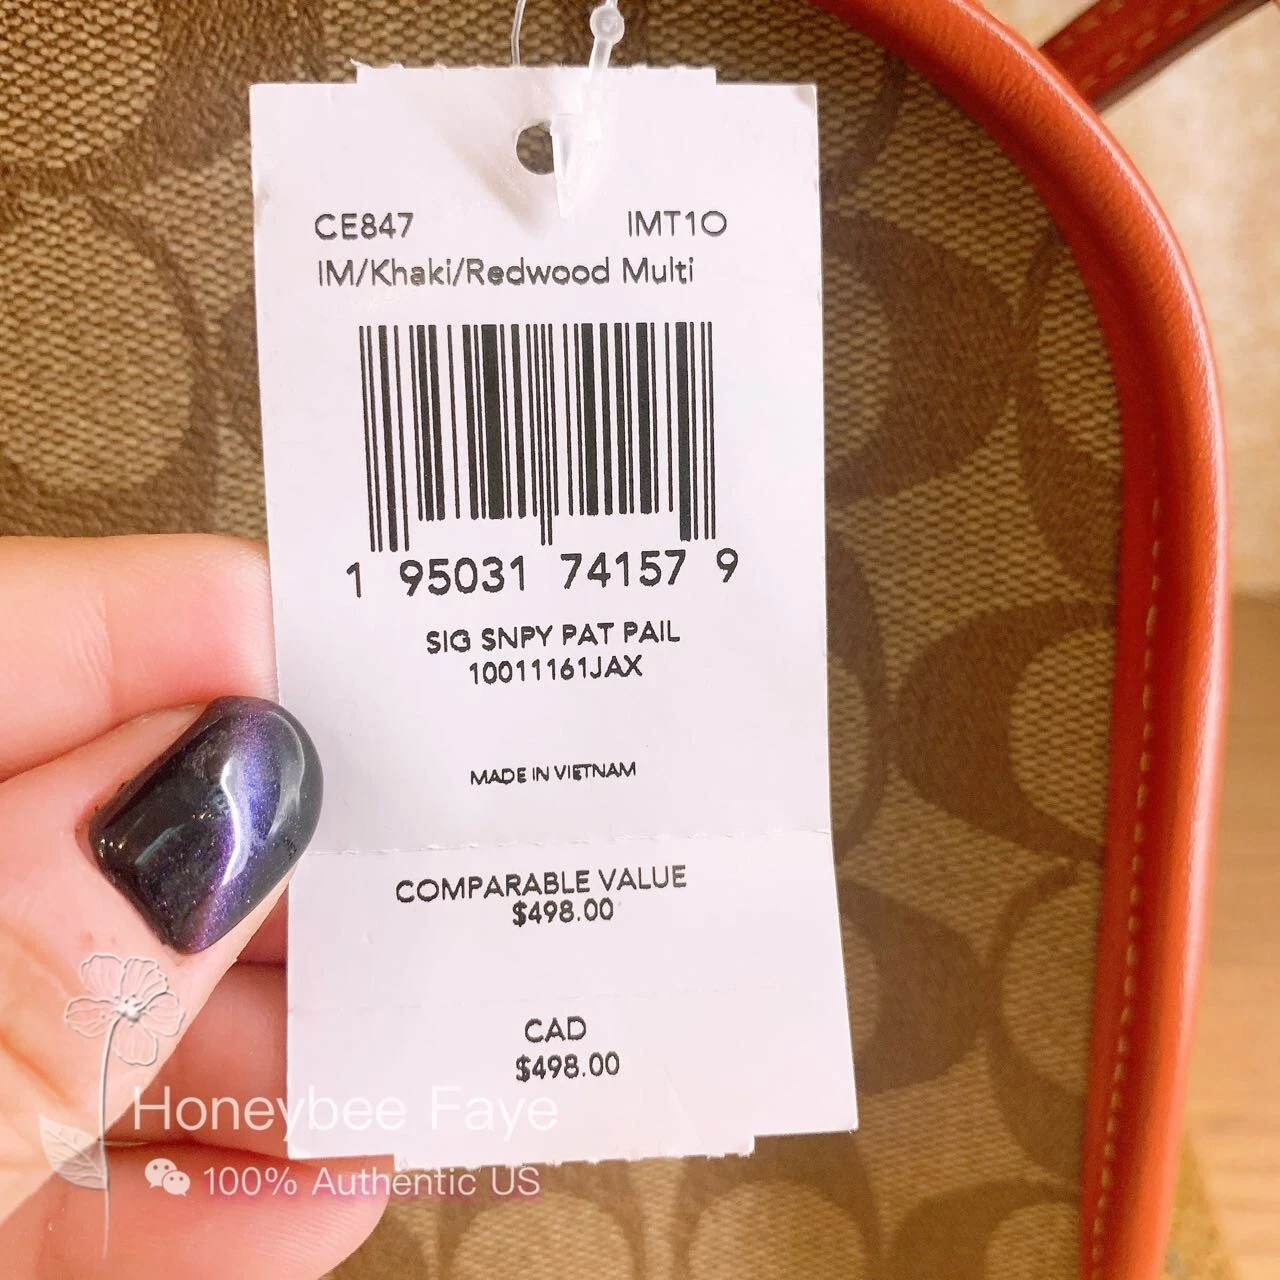 CE847 IMT1O
IM/Khaki/Redwood Multi
1 95031 74157 9
SIG SNPY PAT PAIL
10011161JAX
MADE IN VIETNAM
COMPARABLE VALUE
$498.00
CAD
$498.00
Honeybee Faye
100% Authentic US